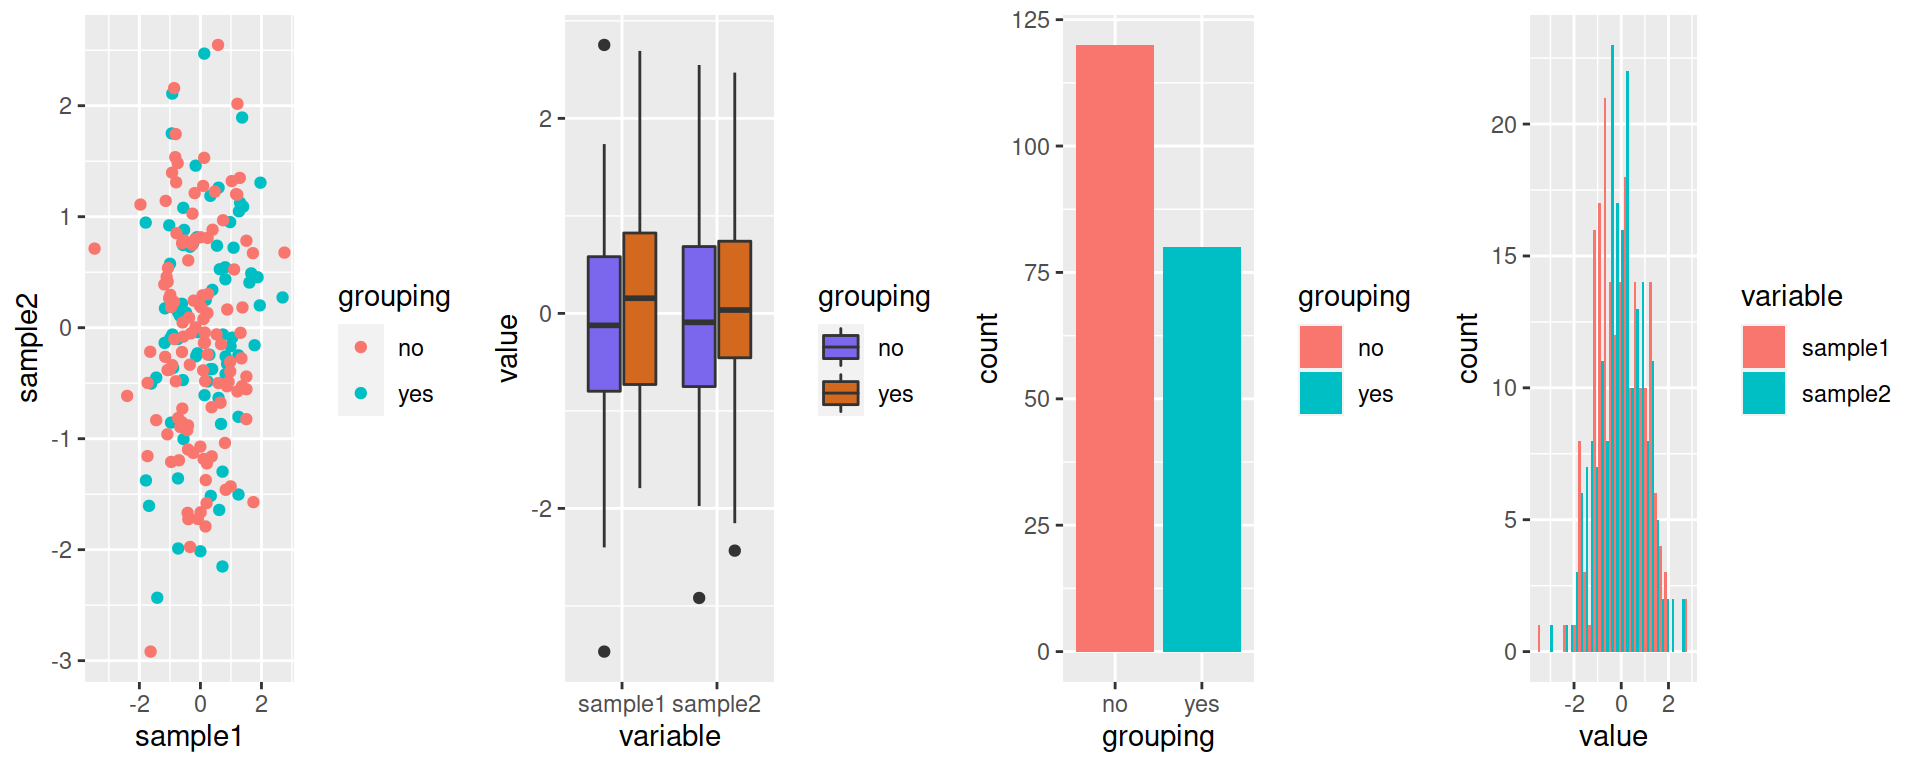 sample2
2
1
0
-1
-2
-3
-2 0 2
sample1
grouping
no
yes
value
2
0
-2
sample1 sample2
variable
grouping
no
yes
count
125
100
75
50
25
0
no yes
grouping
grouping
no
yes
count
20
15
10
5
0
-2 0 2
value
variable
sample1
sample2